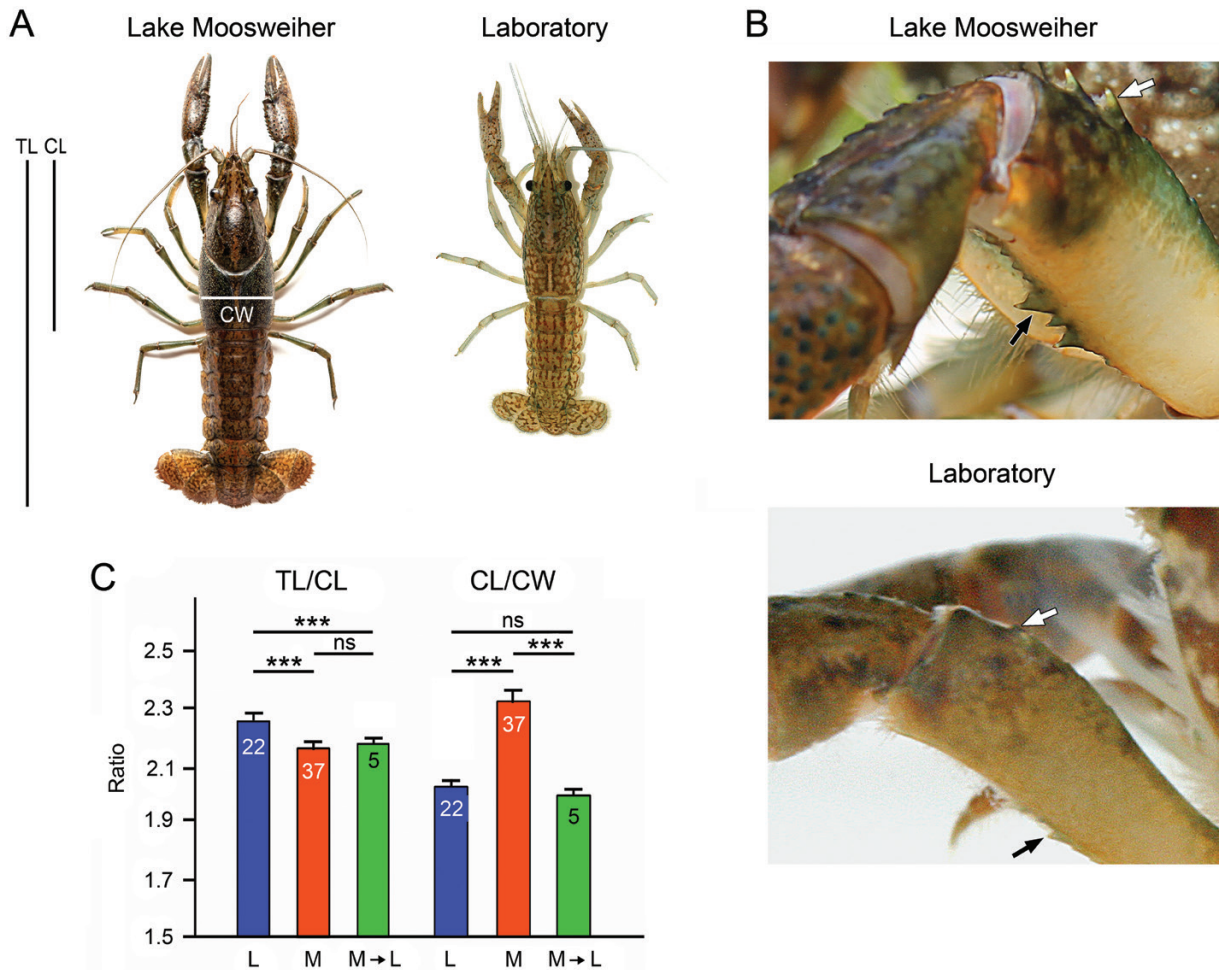 A
Lake Moosweiher
Laboratory
TL CL
CW
B
Lake Moosweiher
Laboratory
C
TL/CL
CL/CW
***
ns
***
ns
***
***
Ratio
2.5
2.3
2.1
1.9
1.7
1.5
22
37
5
22
37
5
L M M→L L M M→L